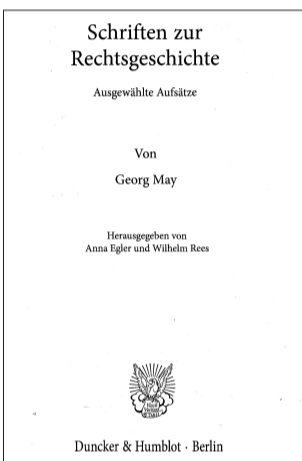 Schriften zur
Rechtsgeschichte
Ausgewählte Aufsätze
Von
Georg May
Herausgegeben von
Anna Egler und Wilhelm Rees
Duncker & Humblot · Berlin